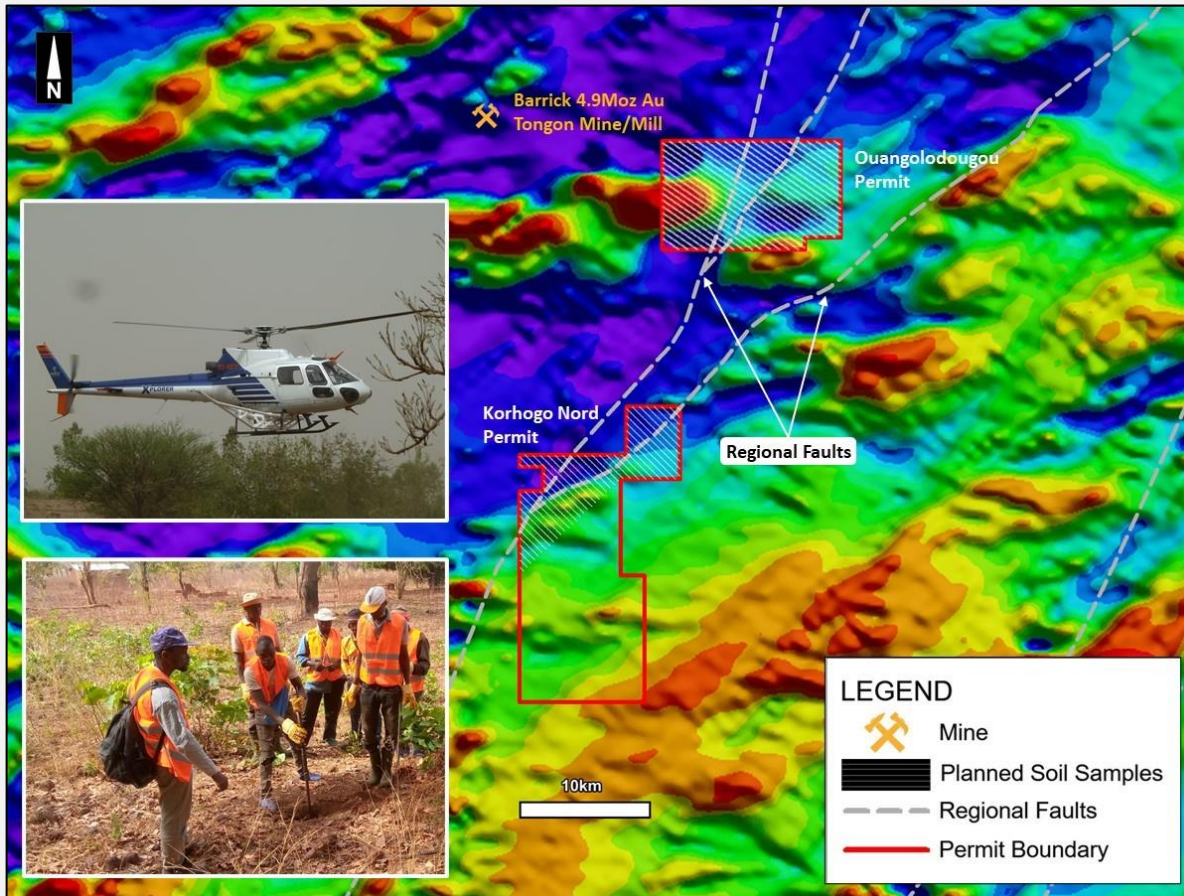 N
Barrick 4.9Moz Au
Tongon Mine/Mill
Ouangolodougou
Permit
XPLORER
Korhogo Nord
Permit
Regional Faults
10km
LEGEND
Mine
Planned Soil Samples
Regional Faults
Permit Boundary